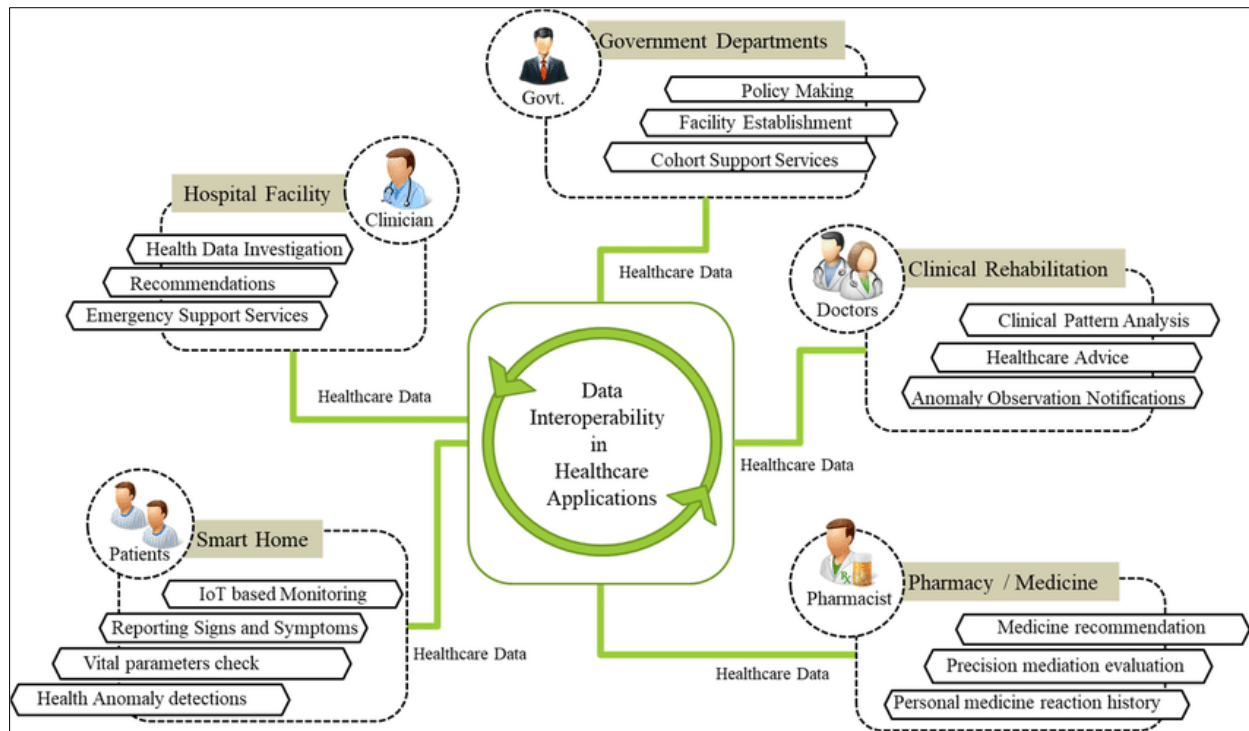 Government Departments
Govt.
Policy Making
Facility Establishment
Cohort Support Services
Hospital Facility
Clinician
Health Data Investigation
Recommendations
Emergency Support Services
Healthcare Data
Healthcare Data
Clinical Rehabilitation
Doctors
Clinical Pattern Analysis
Healthcare Advice
Anomaly Observation Notifications
Healthcare Data
Data
Interoperability
in
Healthcare
Applications
Smart Home
Patients
IoT based Monitoring
Reporting Signs and Symptoms
Vital parameters check
Health Anomaly detections
Healthcare Data
Pharmacy / Medicine
Rx
Pharmacist
Medicine recommendation
Precision mediation evaluation
Personal medicine reaction history
Healthcare Data